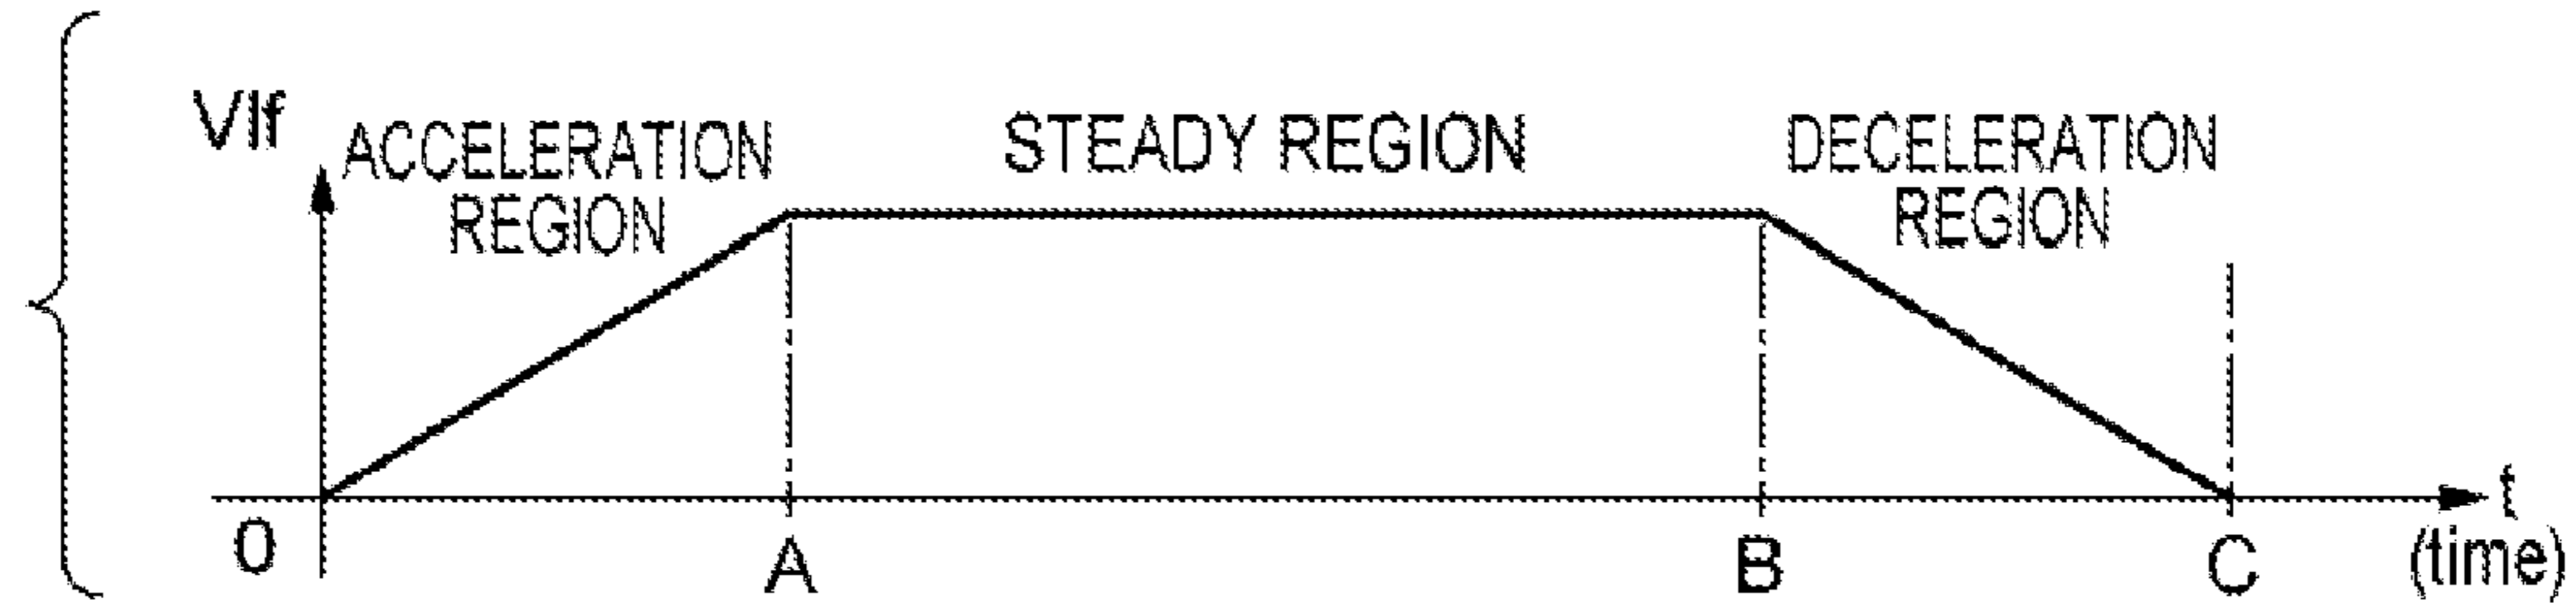 Vlf
ACCELERATION
REGION
STEADY REGION
DECELERATION
REGION
0
A
B
C
t
(time)